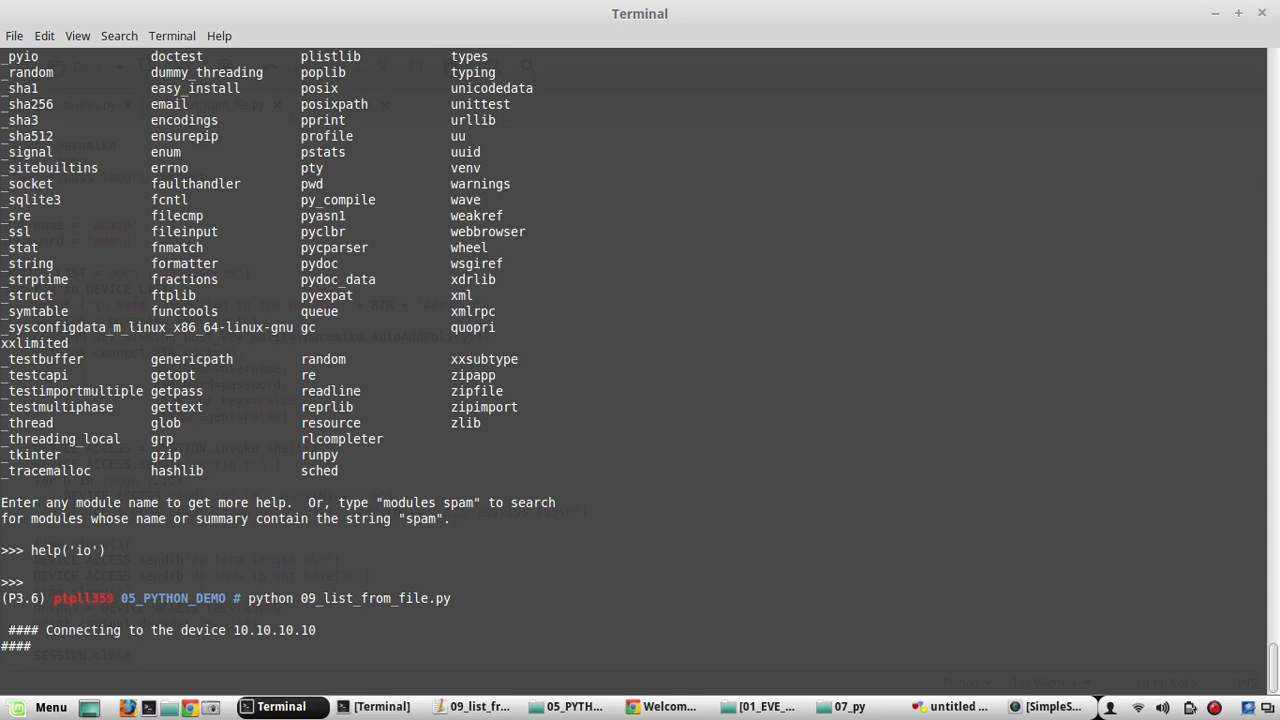 Terminal
File Edit View Search Terminal Help
_pyio doctest plistlib types
_random dummy_threading poplib typing
_sha1 easy_install posix unicodedata
_sha256 email posixpath unittest
_sha3 encodings pprint urllib
_sha512 ensurepip profile uu
_signal enum pstats uuid
_sitebuiltins errno pty venv
_socket faulthandler pwd warnings
_sqlite3 fcntl py_compile wave
_sre filecmp pyasn1 weakref
_ssl fileinput pyclbr webbrowser
_stat fnmatch pycparser wheel
_string formatter pydoc wsgiref
_strptime fractions pydoc_data xdrlib
_struct ftplib pyexpat xml
_symtable functools queue xmlrpc
_sysconfigdata_m_linux_x86_64-linux-gnu gc quopri
xxlimited
_testbuffer genericpath random xxsubtype
_testcapi getopt re zipapp
_testimportmultiple getpass readline zipfile
_testmultiphase gettext reprlib zipimport
_thread glob resource zlib
_threading_local grp rlcompleter
_tkinter gzip runpy
_tracemalloc hashlib sched
Enter any module name to get more help. Or, type "modules spam" to search
for modules whose name or summary contain the string "spam".
>>> help('io')
>>>
(P3.6) ptpll359 05_PYTHON_DEMO # python 09_list_from_file.py
#### Connecting to the device 10.10.10.10
####
SESSION.close
Menu Terminal [Terminal] 09_list_fr... 05_PYTH... Welcom... [01_EVE_... 07_py untitled ... [SimpleS...